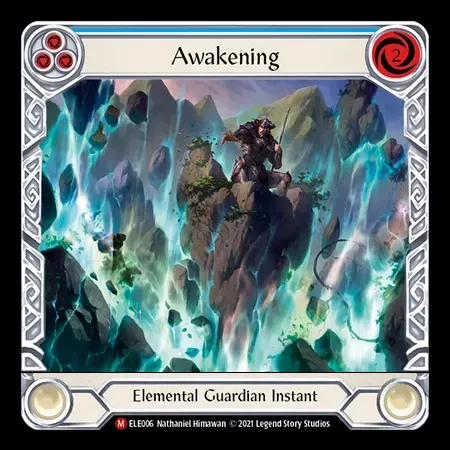 Awakening
2
Elemental Guardian Instant
M ELE006 Nathaniel Himawan © 2021 Legend Story Studios